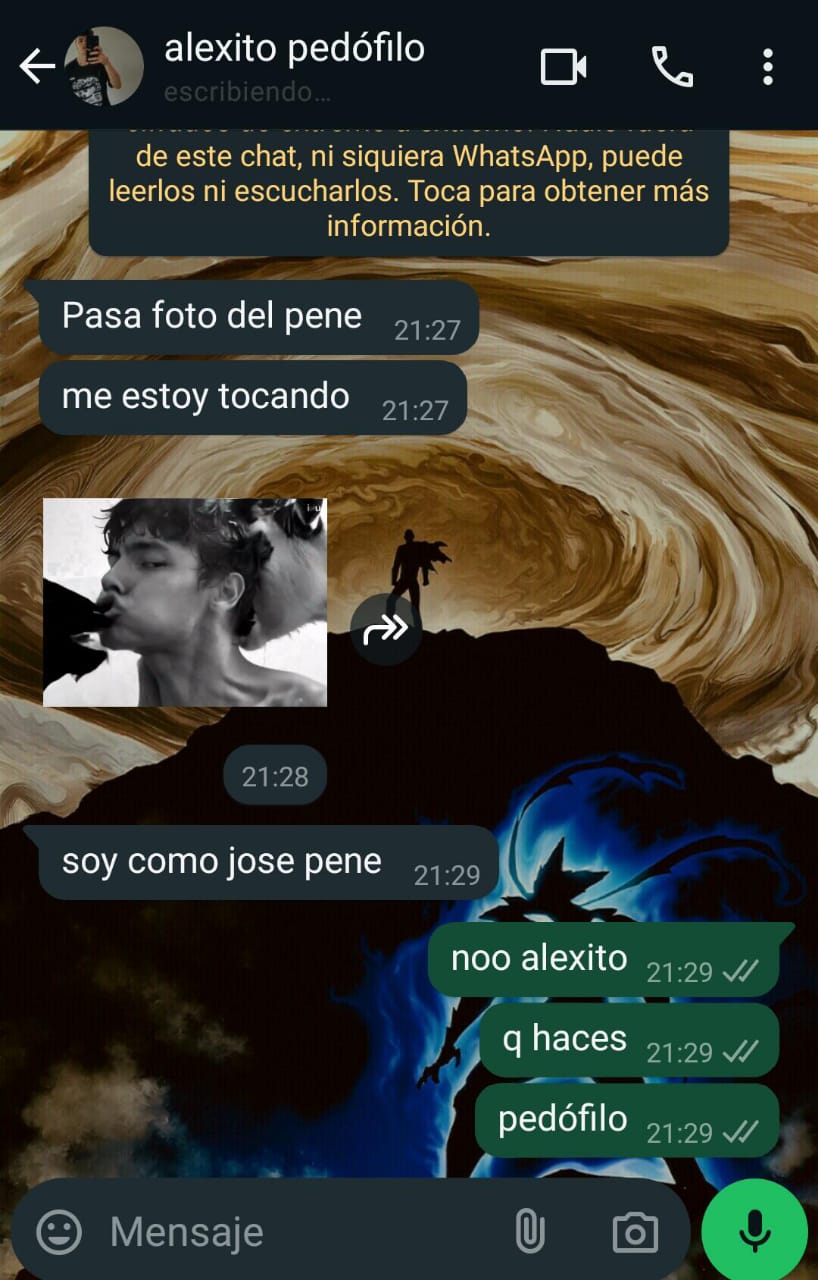 alexito pedófilo
escribiendo...
de este chat, ni siquiera WhatsApp, puede
leerlos ni escucharlos. Toca para obtener más
información.
Pasa foto del pene 21:27
me estoy tocando 21:27
21:28
soy como jose pene 21:29
noo alexito 21:29
q haces 21:29
pedófilo 21:29
Mensaje